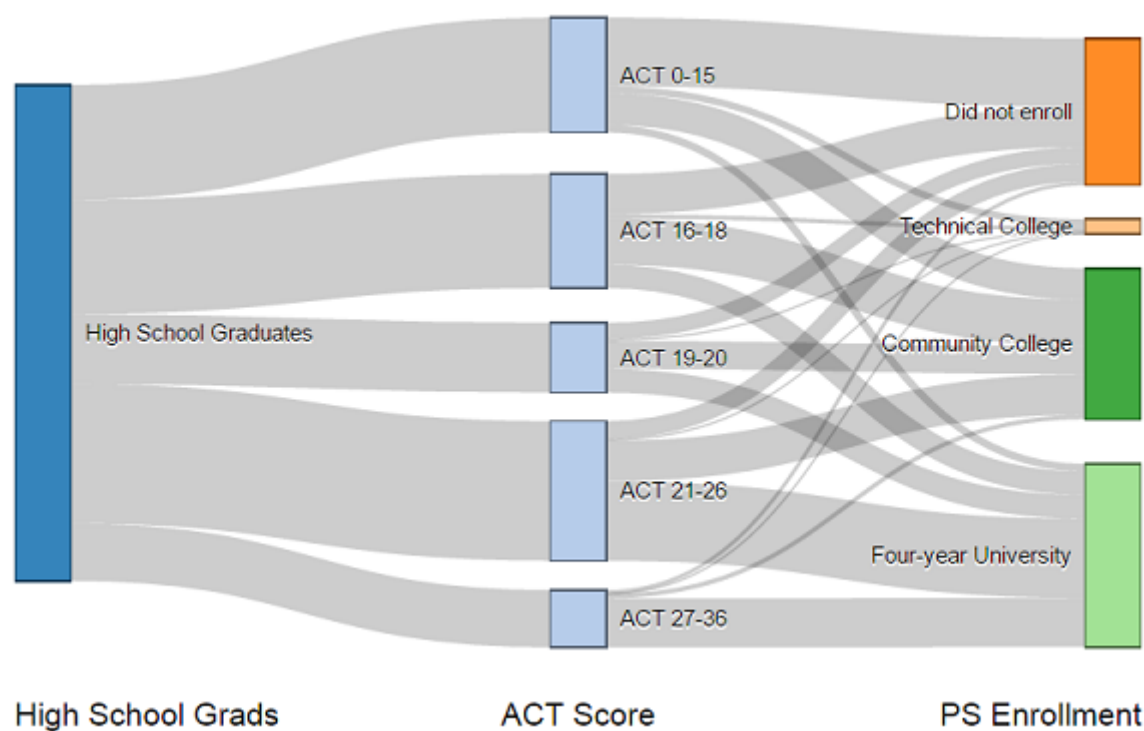 ACT 0-15
Did not enroll
Technical College
ACT 16-18
High School Graduates
Community College
ACT 19-20
ACT 21-26
Four-year University
ACT 27-36
High School Grads
ACT Score
PS Enrollment